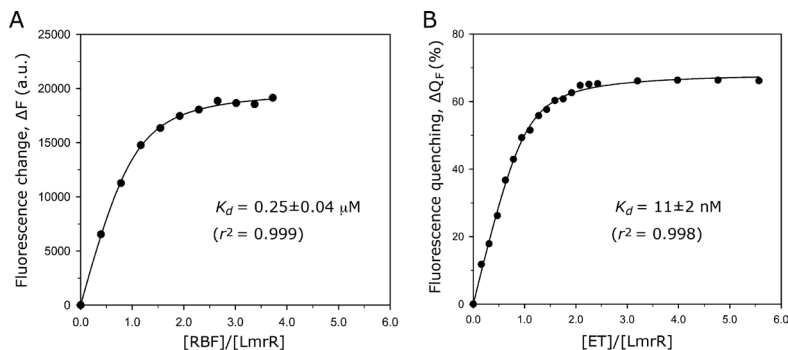 A
Fluorescence change, ΔF (a.u.)
25000
20000
15000
10000
5000
0
K_d = 0.25±0.04 μM
(r² = 0.999)
0.0 1.0 2.0 3.0 4.0 5.0 6.0
[RBF]/[LmrR]
B
Fluorescence quenching, ΔQ_F (%)
80
60
40
20
0
K_d = 11±2 nM
(r² = 0.998)
0.0 1.0 2.0 3.0 4.0 5.0 6.0
[ET]/[LmrR]